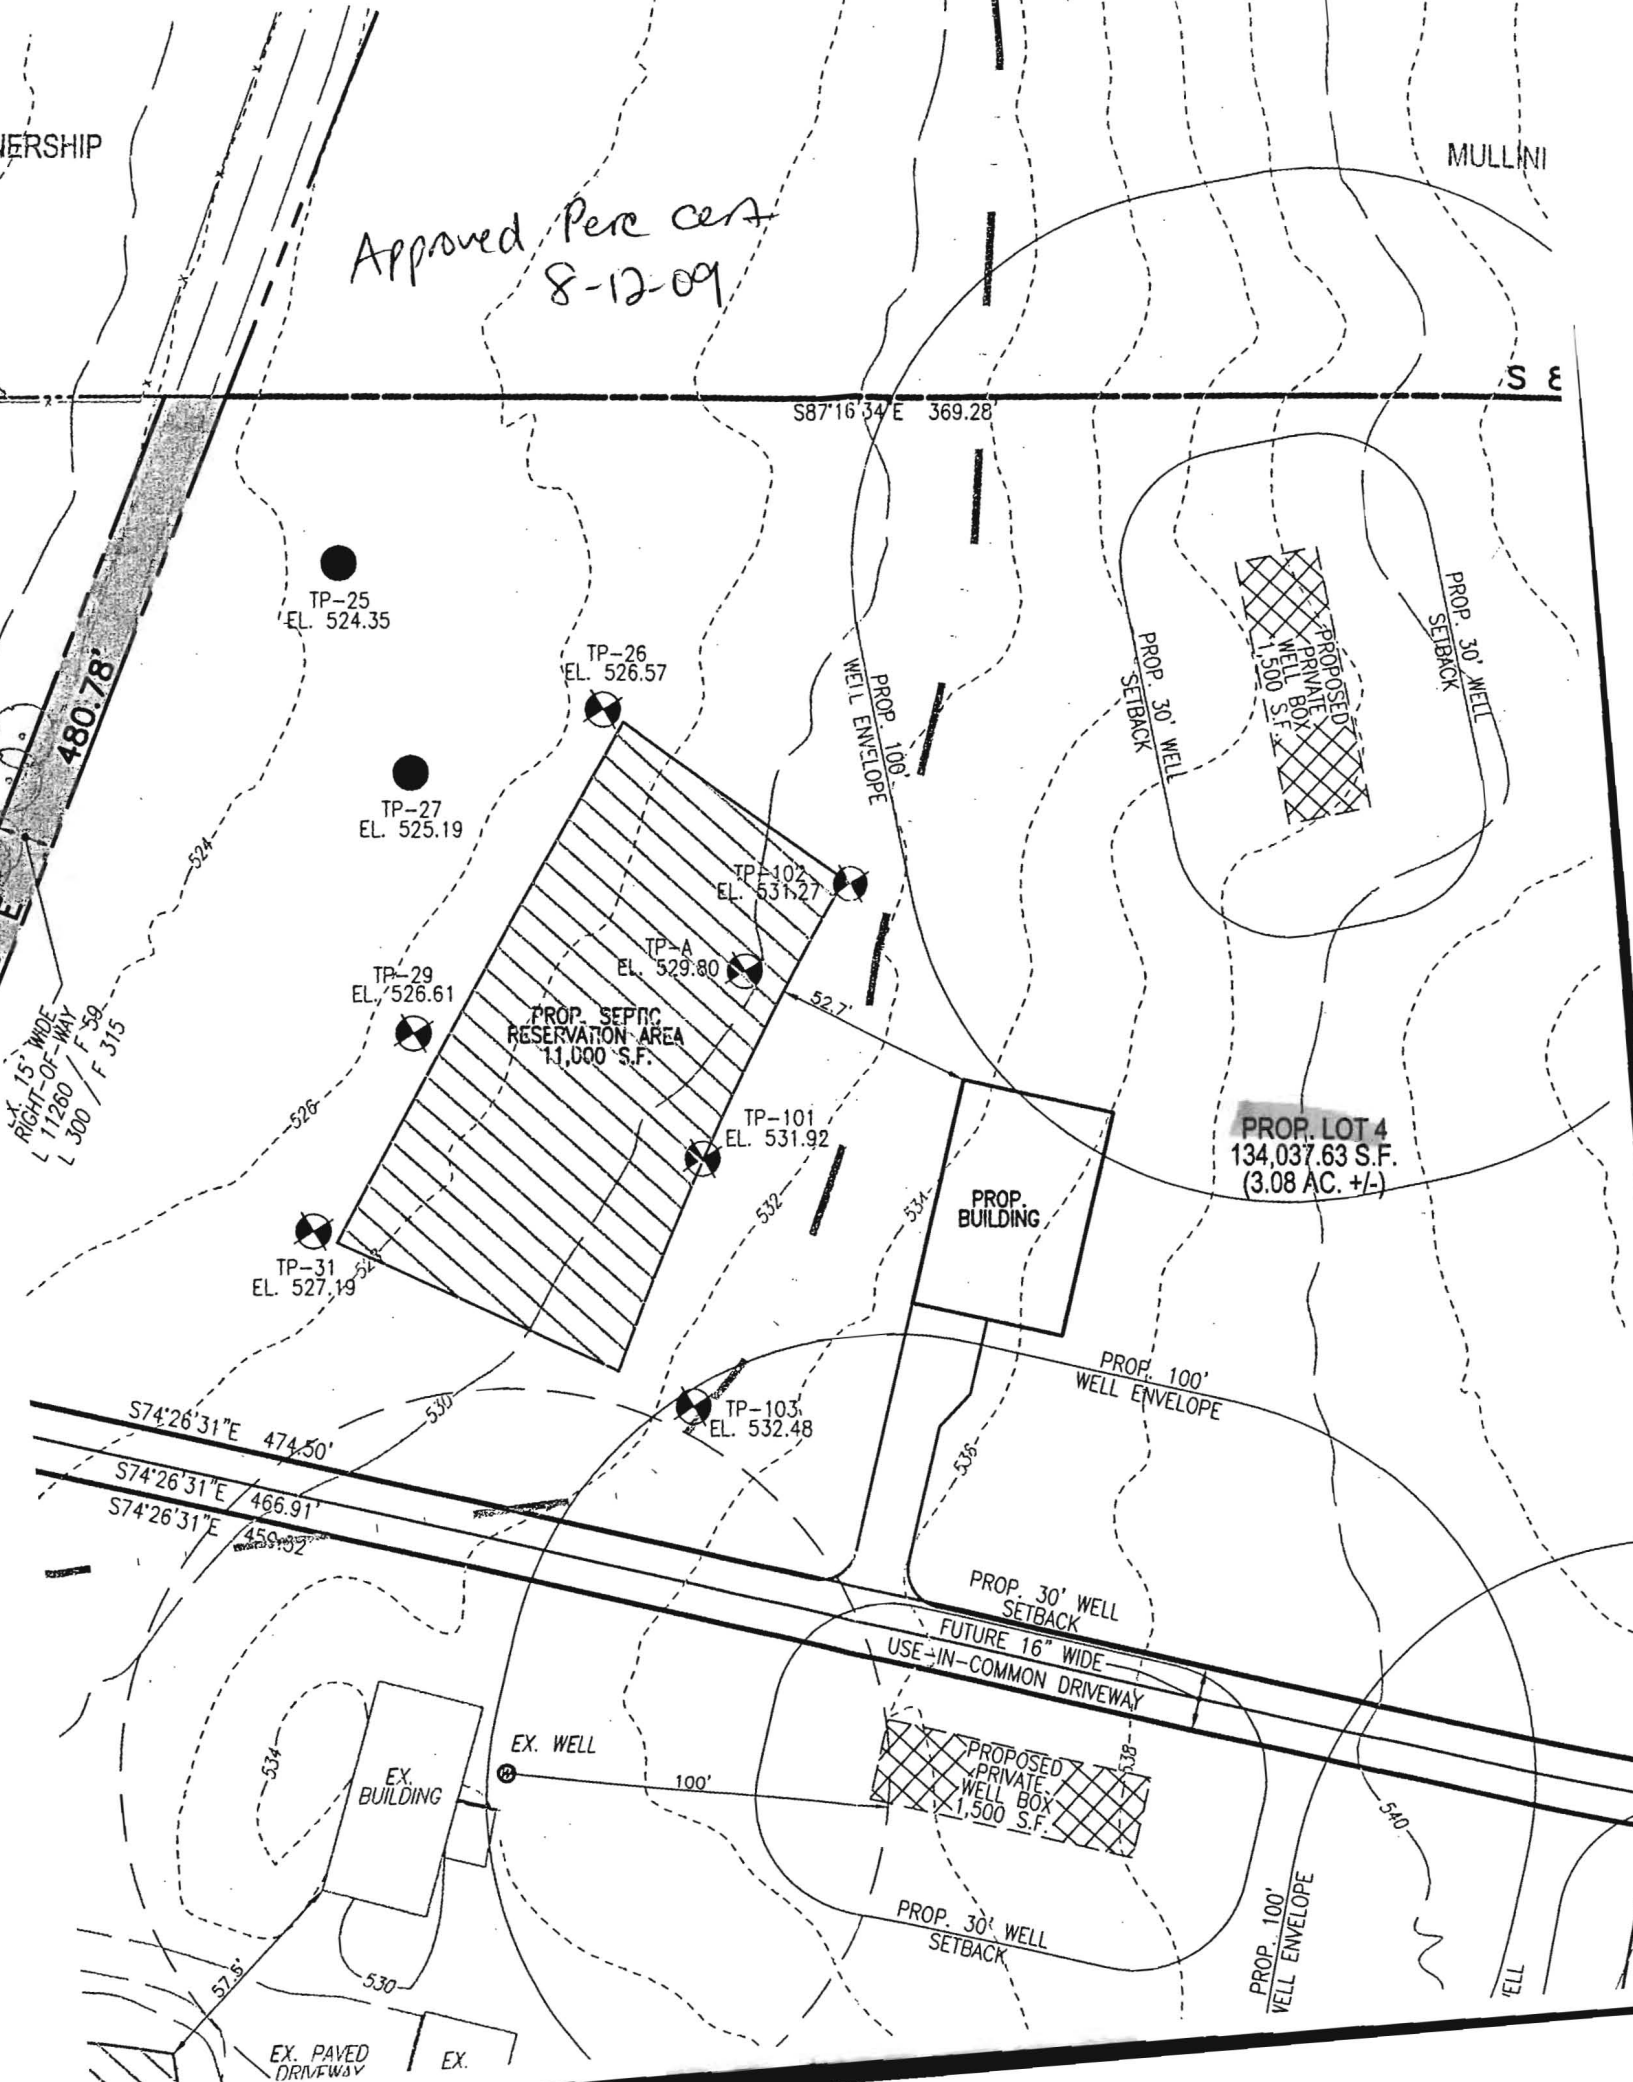 MULLINI
Approved Perc cert
8-12-09
S 8
S87°16'34"E 369.28'
TP-25
EL. 524.35
480.78'
TP-26
EL. 526.57
PROP. 100'
WELL ENVELOPE
PROP. 30' WELL
SETBACK
PROPOSED
PRIVATE
WELL BOX
1,500 S.F.
PROP. 30' WELL
SETBACK
TP-27
EL. 525.19
524
TP-102
EL. 531.27
TP-A
EL. 529.80
TP-29
EL. 526.61
52.7'
PROP. SEPTIC
RESERVATION AREA
11,000 S.F.
15' WIDE
RIGHT-OF-WAY
L 11260 / F 59
L 300 / F 315
526
TP-101
EL. 531.92
PROP. LOT 4
134,037.63 S.F.
(3.08 AC. +/-)
532
534
PROP.
BUILDING
TP-31
EL. 527.19
528
PROP. 100'
WELL ENVELOPE
530
TP-103
EL. 532.48
S74°26'31"E 474.50'
S74°26'31"E 466.91'
S74°26'31"E
536
PROP. 30' WELL
SETBACK
FUTURE 16" WIDE
USE-IN-COMMON DRIVEWAY
534
EX.
BUILDING
EX. WELL
100'
PROPOSED
PRIVATE
WELL BOX
1,500 S.F.
538
540
PROP. 30' WELL
SETBACK
PROP. 100'
WELL ENVELOPE
ELL
57.5'
530
EX. PAVED
DRIVEWAY
EX.